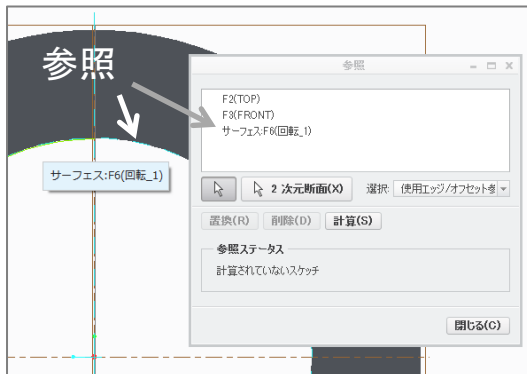 参照
参照
F2(TOP)
F3(FRONT)
サーフェス:F6(回転_1)
サーフェス:F6(回転_1)
2 次元断面(X)
選択:
使用エッジ/オフセット参
置換(R)
削除(D)
計算(S)
参照ステータス
計算されていないスケッチ
閉じる(C)